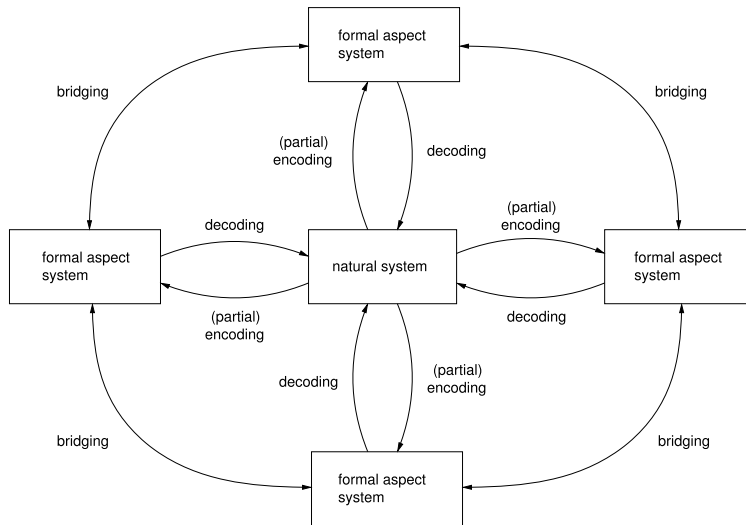 formal aspect
system
bridging
bridging
(partial)
encoding
decoding
decoding
(partial)
encoding
formal aspect
system
natural system
formal aspect
system
(partial)
encoding
decoding
decoding
(partial)
encoding
bridging
bridging
formal aspect
system